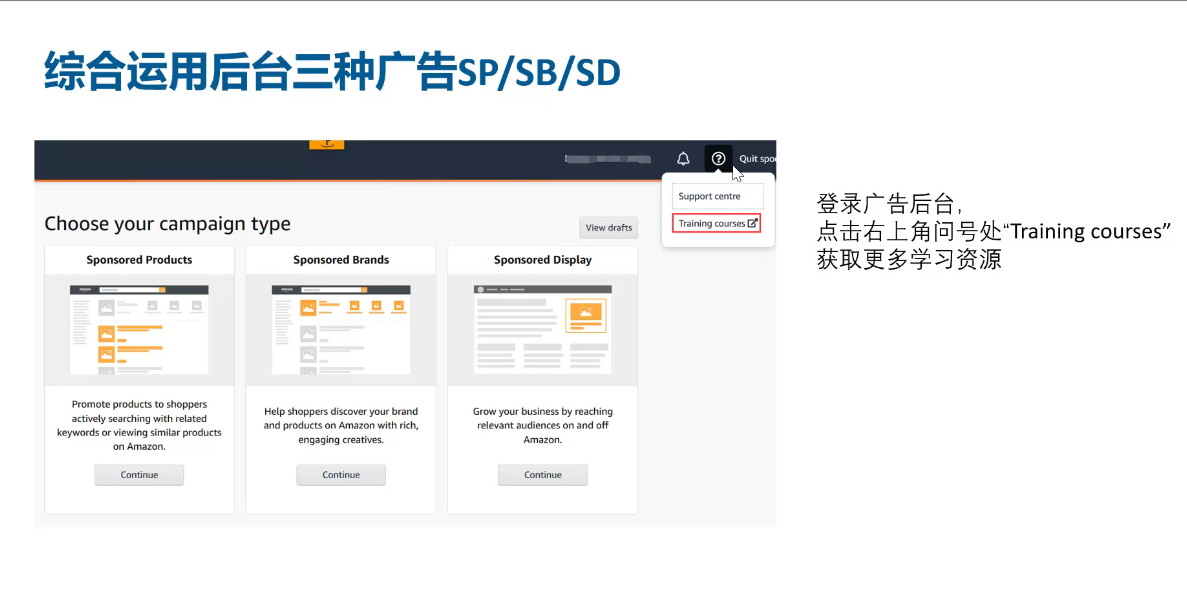 综合运用后台三种广告SP/SB/SD
Quit spo
Support centre
Training courses
Choose your campaign type
View drafts
Sponsored Products
Sponsored Brands
Sponsored Display
Promote products to shoppers
actively searching with related
keywords or viewing similar products
on Amazon.
Continue
Help shoppers discover your brand
and products on Amazon with rich,
engaging creatives.
Continue
Grow your business by reaching
relevant audiences on and off
Amazon.
Continue
登录广告后台,
点击右上角问号处“Training courses”
获取更多学习资源